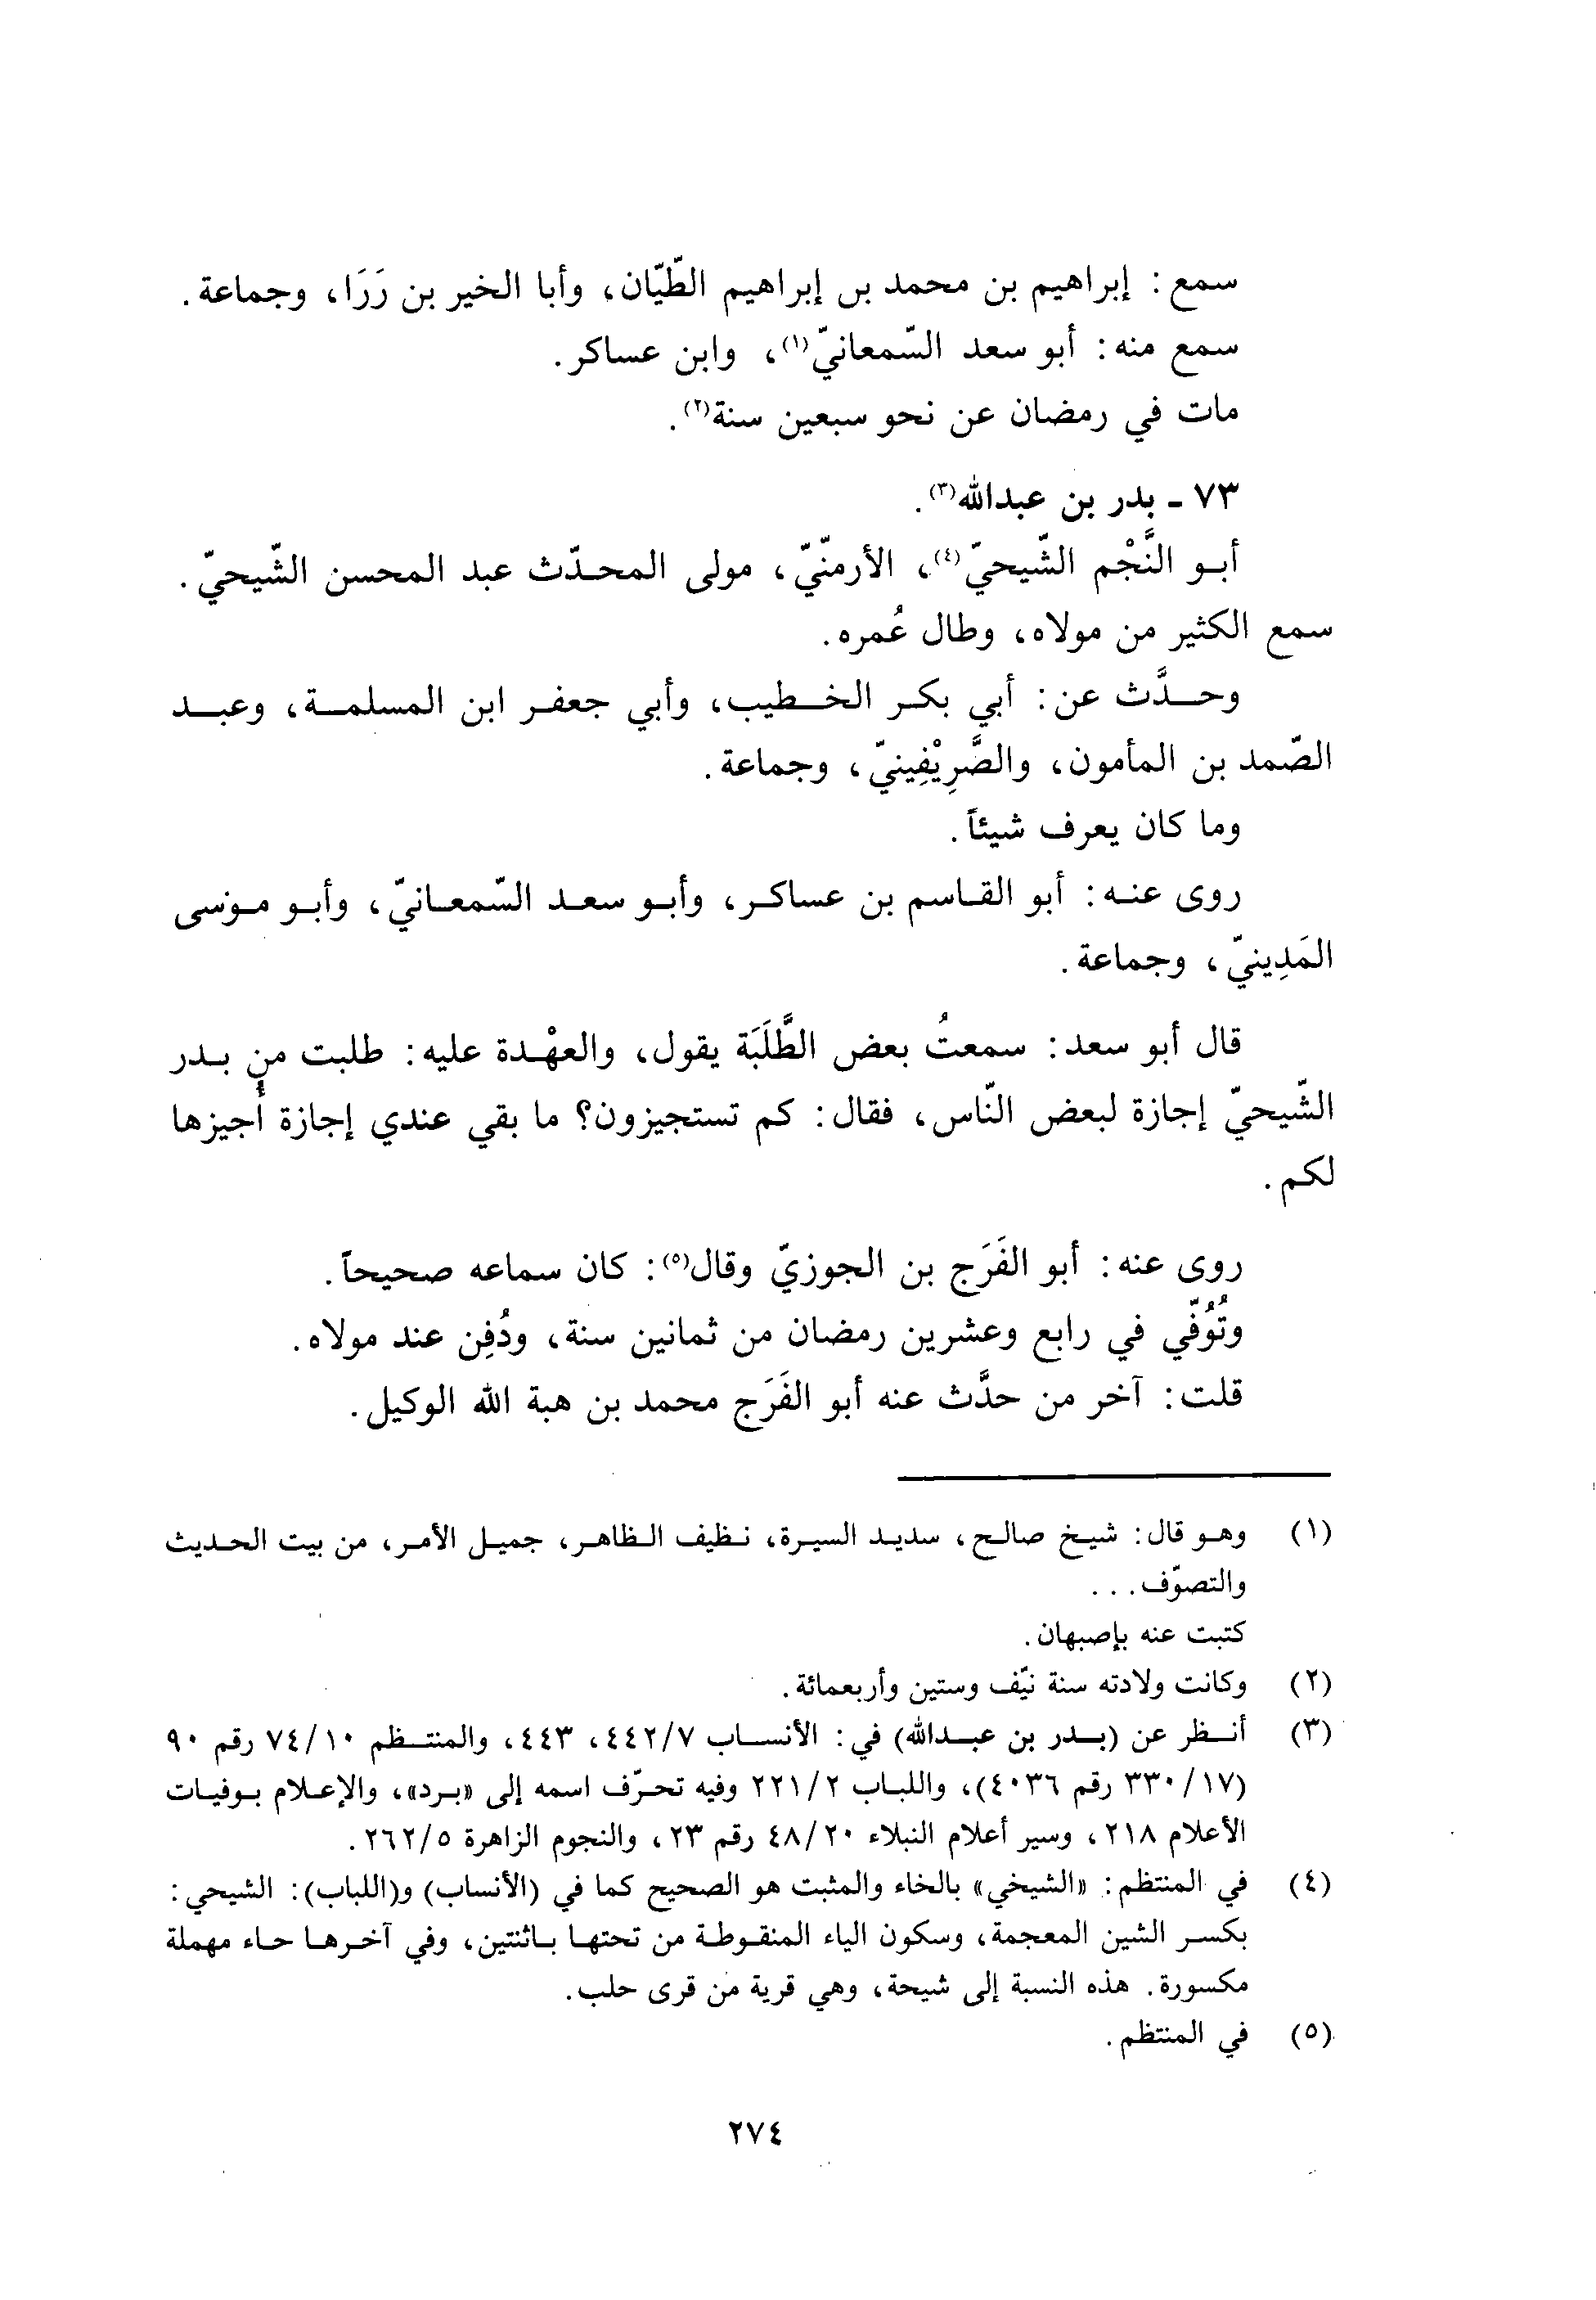 سمع : إبراهيم بن محمد بن إبراهيم الطّيّان، وأبا الخير بن رَرَا، وجماعة .
سمع منه : أبو سعد السّمعانيّ(١)، وابن عساكر.
مات في رمضان عن نحو سبعين سنة(٢).
٧٣ - بدر بن عبدالله(٣).
أبو النَّجْم الشّيحيّ(٤)، الأرمنّيّ، مولى المحدّث عبد المحسن الشّيحيّ.
سمع الكثير من مولاه، وطال عُمره.
وحدَّث عن : أبي بكر الخطيب، وأبي جعفر ابن المسلمة، وعبد
الصّمد بن المأمون، والصَّرِيْفِينيّ، وجماعة.
وما كان يعرف شيئاً.
روى عنه : أبو القاسم بن عساكر، وأبو سعد السّمعانيّ، وأبو موسى
المَدِينيّ، وجماعة.
قال أبو سعد : سمعتُ بعض الطَّلَبَة يقول، والعهْدة عليه : طلبت من بدر
الشّيحيّ إجازة لبعض النّاس، فقال : كم تستجيزون؟ ما بقي عندي إجازة أُجيزها
لكم.
روى عنه : أبو الفَرَج بن الجوزيّ وقال(٥) : كان سماعه صحيحاً.
وتُوُفّي في رابع وعشرين رمضان من ثمانين سنة، ودُفِن عند مولاه.
قلت : آخر من حدَّث عنه أبو الفَرَج محمد بن هبة الله الوكيل.
(١) وهو قال : شيخ صالح، سديد السيرة، نظيف الظاهر، جميل الأمر، من بيت الحديث
والتصوّف . . .
كتبت عنه بإصبهان.
(٢) وكانت ولادته سنة نيّف وستين وأربعمائة.
(٣) أنظر عن (بدر بن عبدالله) في : الأنساب ٤٤٢/٧، ٤٤٣، والمنتظم ٧٤/١٠ رقم ٩٠
(٣٣٠/١٧ رقم ٤٠٣٦)، واللباب ٢٢١/٢ وفيه تحرّف اسمه إلى «برد»، والإعلام بوفيات
الأعلام ٢١٨، وسير أعلام النبلاء ٤٨/٢٠ رقم ٢٣، والنجوم الزاهرة ٢٦٢/٥.
(٤) في المنتظم : «الشيخي» بالخاء والمثبت هو الصحيح كما في (الأنساب) و(اللباب) : الشيحي :
بكسر الشين المعجمة، وسكون الياء المنقوطة من تحتها باثنتين، وفي آخرها حاء مهملة
مكسورة. هذه النسبة إلى شيحة، وهي قرية من قرى حلب.
(٥) في المنتظم.
٢٧٤